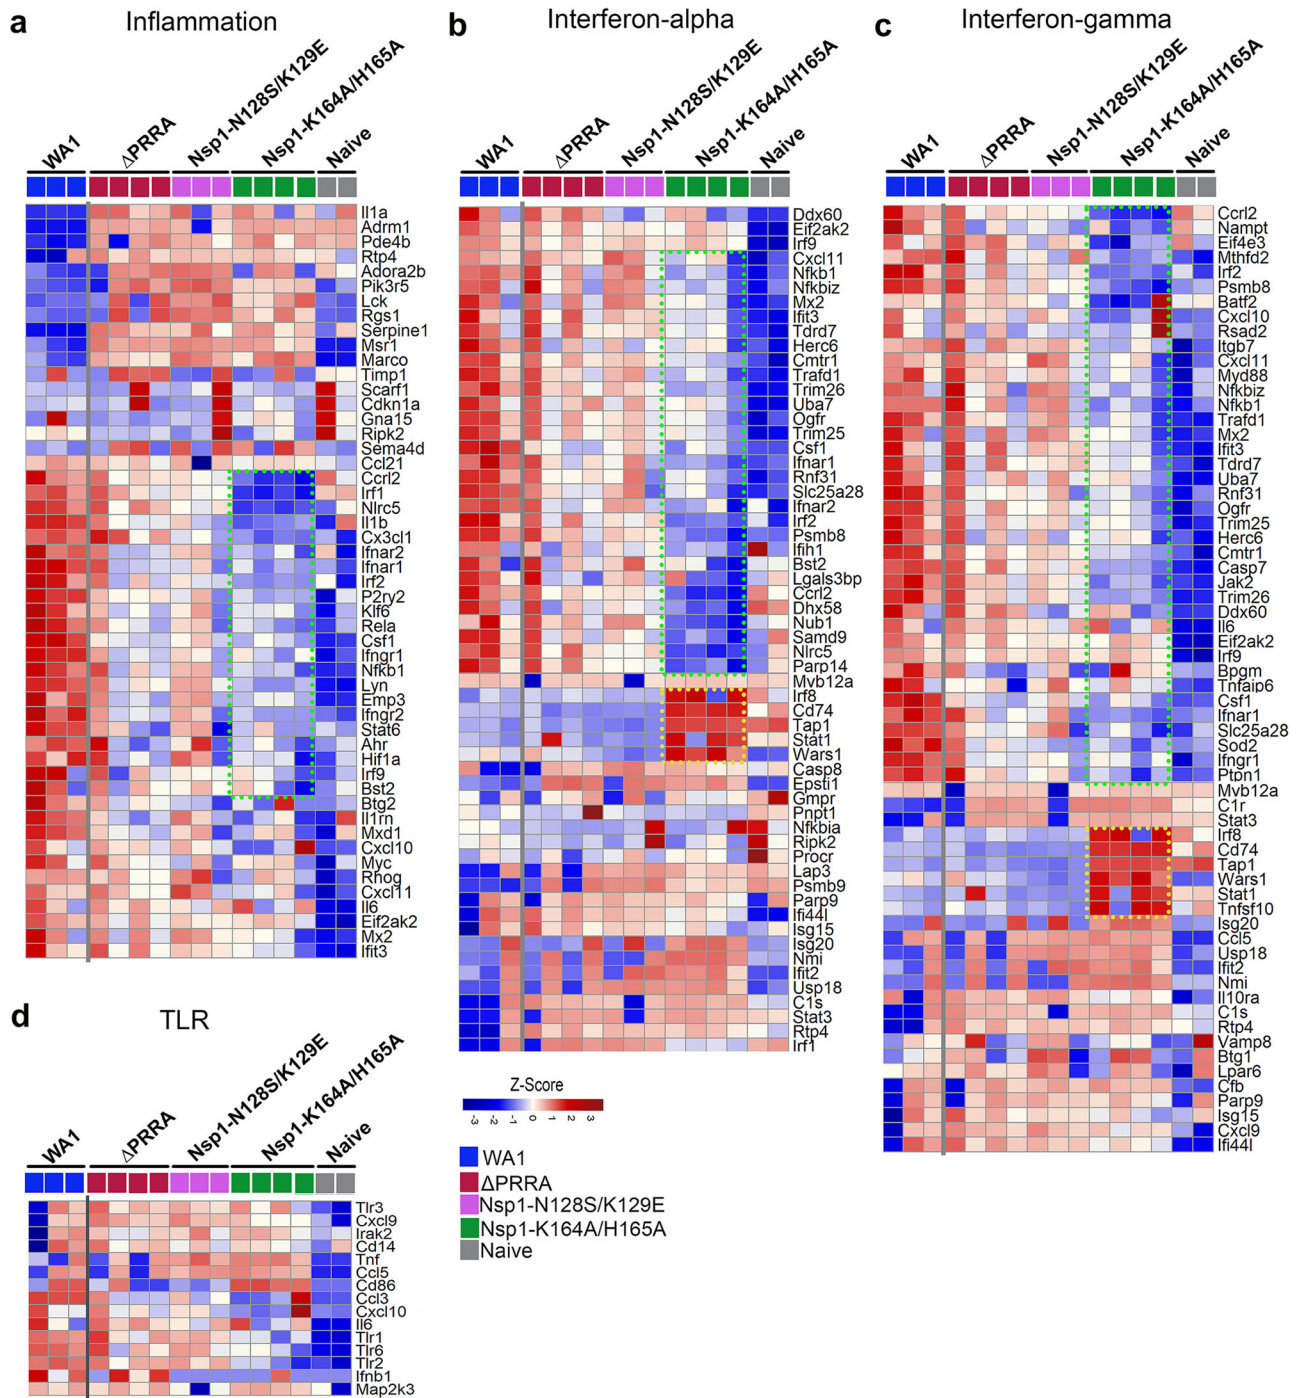 a
Inflammation
WA1
ΔPRRA
Nsp1-N128S/K129E
Nsp1-K164A/H165A
Naive
Il1a
Adrm1
Pde4b
Rtp4
Adora2b
Pik3r5
Lck
Rgs1
Serpine1
Msr1
Marco
Timp1
Scarf1
Cdkn1a
Gna15
Ripk2
Sema4d
Ccl21
Ccrl2
Irf1
Nlrc5
Il1b
Cx3cl1
Ifnar2
Ifnar1
Irf2
P2ry2
Klf6
Rela
Csf1
Ifngr1
Nfkb1
Lyn
Emp3
Ifngr2
Stat6
Ahr
Hif1a
Irf9
Bst2
Btg2
Il1rn
Mxd1
Cxcl10
Myc
Rhog
Cxcl11
Il6
Eif2ak2
Mx2
Ifit3
b
Interferon-alpha
WA1
ΔPRRA
Nsp1-N128S/K129E
Nsp1-K164A/H165A
Naive
Ddx60
Eif2ak2
Irf9
Cxcl11
Nfkb1
Nfkbiz
Mx2
Ifit3
Tdrd7
Herc6
Cmtr1
Trafd1
Trim26
Uba7
Ogfr
Trim25
Csf1
Ifnar1
Rnf31
Slc25a28
Ifnar2
Irf2
Psmb8
Ifih1
Bst2
Lgals3bp
Ccrl2
Dhx58
Nub1
Samd9
Nlrc5
Parp14
Mvb12a
Irf8
Cd74
Tap1
Stat1
Wars1
Casp8
Epsti1
Gmpr
Pnpt1
Nfkbia
Ripk2
Procr
Lap3
Psmb9
Parp9
Ifi44l
Isg15
Isg20
Nmi
Ifit2
Usp18
C1s
Stat3
Rtp4
Irf1
c
Interferon-gamma
WA1
ΔPRRA
Nsp1-N128S/K129E
Nsp1-K164A/H165A
Naive
Ccrl2
Nampt
Eif4e3
Mthfd2
Irf2
Psmb8
Batf2
Cxcl10
Rsad2
Itgb7
Cxcl11
Myd88
Nfkbiz
Nfkb1
Trafd1
Mx2
Ifit3
Tdrd7
Uba7
Rnf31
Ogfr
Trim25
Herc6
Cmtr1
Casp7
Jak2
Trim26
Ddx60
Il6
Eif2ak2
Irf9
Bpgm
Tnfaip6
Csf1
Ifnar1
Slc25a28
Sod2
Ifngr1
Ptpn1
Mvb12a
C1r
Stat3
Irf8
Cd74
Tap1
Wars1
Stat1
Tnfsf10
Isg20
Ccl5
Usp18
Ifit2
Nmi
Il10ra
C1s
Rtp4
Vamp8
Btg1
Lpar6
Cfb
Parp9
Isg15
Cxcl9
Ifi44l
d
TLR
WA1
ΔPRRA
Nsp1-N128S/K129E
Nsp1-K164A/H165A
Naive
Tlr3
Cxcl9
Irak2
Cd14
Tnf
Ccl5
Cd86
Ccl3
Cxcl10
Il6
Tlr1
Tlr6
Tlr2
Ifnb1
Map2k3
Z-Score
-3 -2 -1 0 1 2 3
WA1
ΔPRRA
Nsp1-N128S/K129E
Nsp1-K164A/H165A
Naive